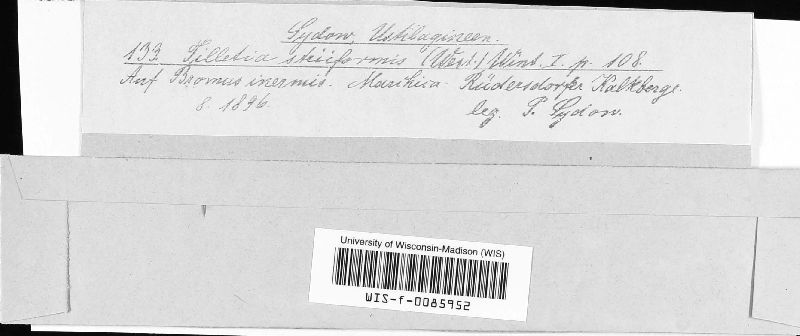 Sydow, Ustilagineen.
133. Tilletia striiformis (West.) Wint. I. p. 108.
Auf Bromus inermis. Marchica Rüdersdorfer Kalkberge.
8. 1896. leg. P. Sydow.
University of Wisconsin-Madison (WIS)
WIS-f-0085952